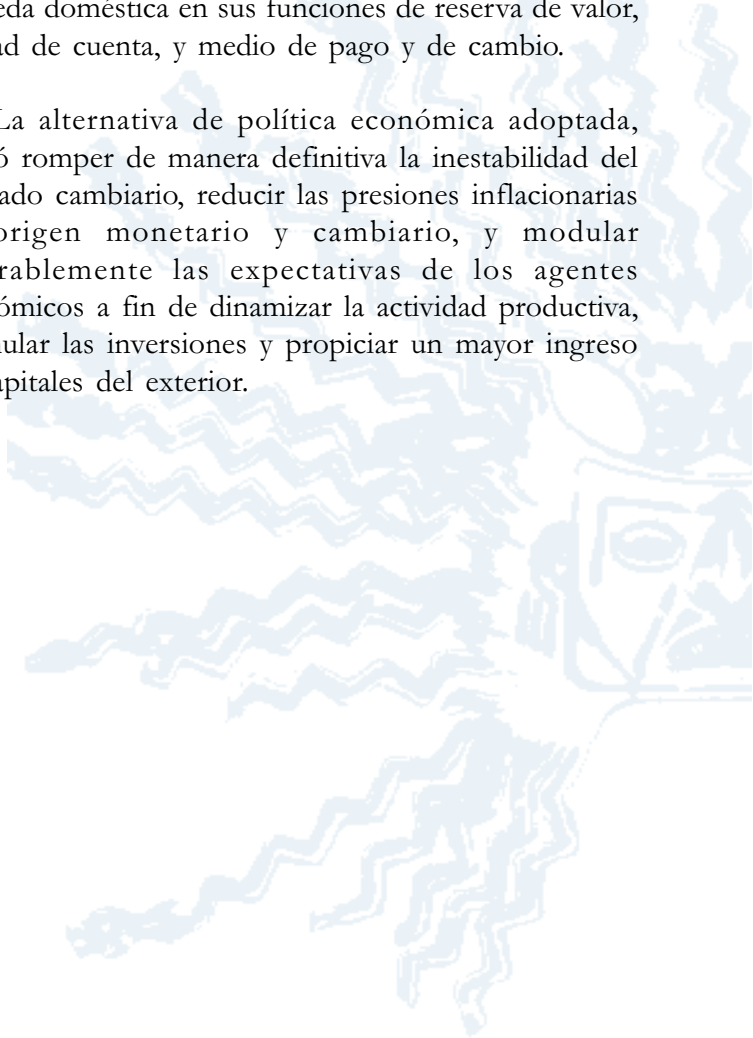 eda doméstica en sus funciones de reserva de valor,
ad de cuenta, y medio de pago y de cambio.
La alternativa de política económica adoptada,
ó romper de manera definitiva la inestabilidad del
ado cambiario, reducir las presiones inflacionarias
origen monetario y cambiario, y modular
rablemente las expectativas de los agentes
ómicos a fin de dinamizar la actividad productiva,
ular las inversiones y propiciar un mayor ingreso
apitales del exterior.